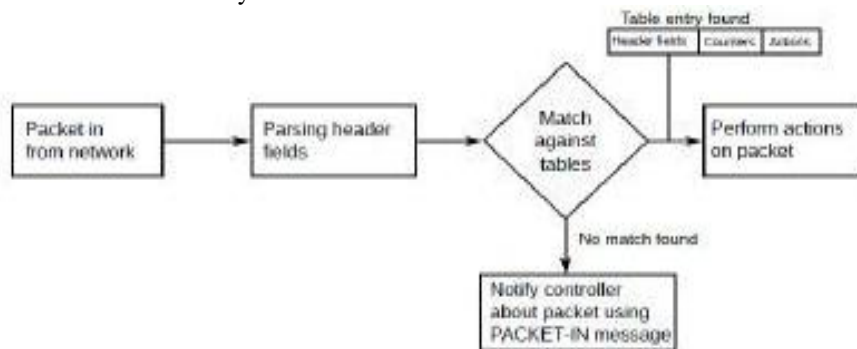 Table entry found
Header fields Counters Actions
Packet in
from network
Parsing header
fields
Match
against
tables
Perform actions
on packet
No match found
Notify controller
about packet using
PACKET-IN message